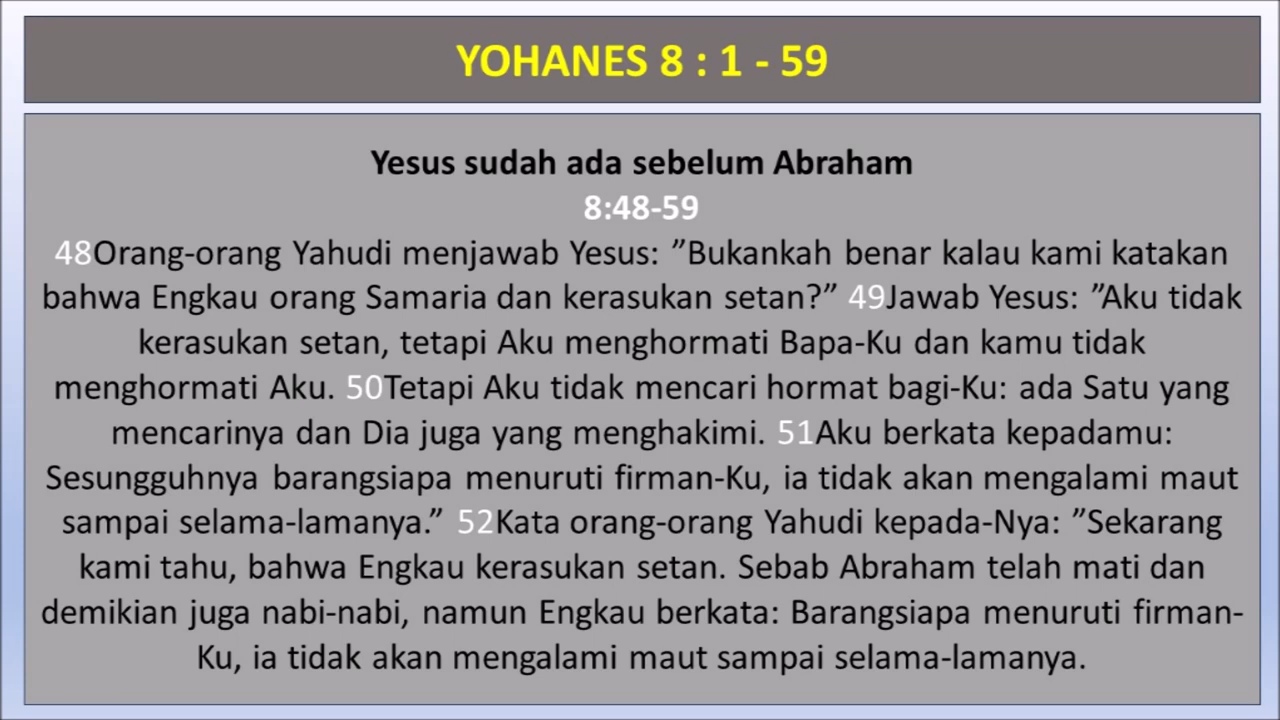 YOHANES 8 : 1 - 59
Yesus sudah ada sebelum Abraham
8:48-59
48Orang-orang Yahudi menjawab Yesus: ”Bukankah benar kalau kami katakan
bahwa Engkau orang Samaria dan kerasukan setan?” 49Jawab Yesus: ”Aku tidak
kerasukan setan, tetapi Aku menghormati Bapa-Ku dan kamu tidak
menghormati Aku. 50Tetapi Aku tidak mencari hormat bagi-Ku: ada Satu yang
mencarinya dan Dia juga yang menghakimi. 51Aku berkata kepadamu:
Sesungguhnya barangsiapa menuruti firman-Ku, ia tidak akan mengalami maut
sampai selama-lamanya.” 52Kata orang-orang Yahudi kepada-Nya: ”Sekarang
kami tahu, bahwa Engkau kerasukan setan. Sebab Abraham telah mati dan
demikian juga nabi-nabi, namun Engkau berkata: Barangsiapa menuruti firman-
Ku, ia tidak akan mengalami maut sampai selama-lamanya.